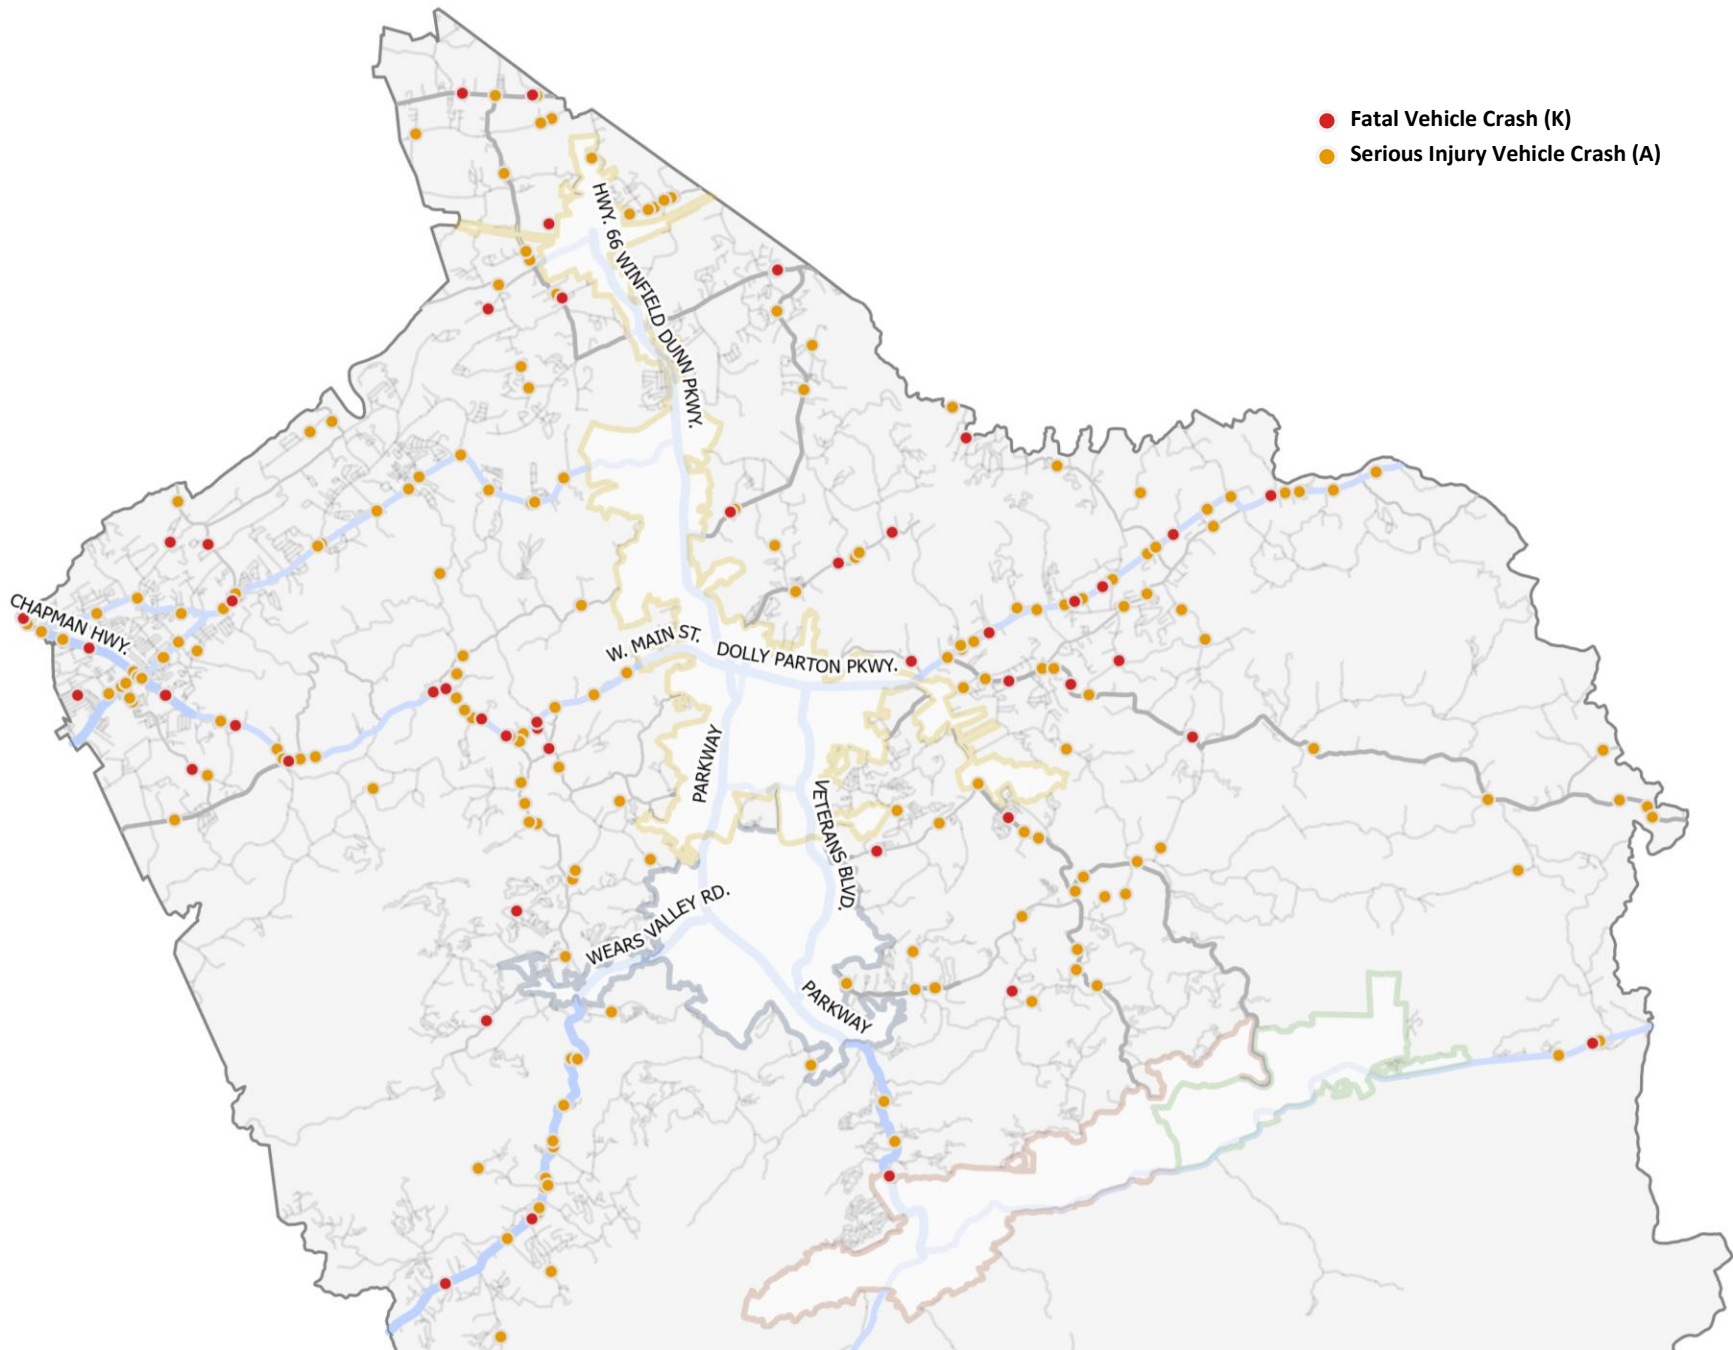 Fatal Vehicle Crash (K)
Serious Injury Vehicle Crash (A)
HWY. 66 WINFIELD DUNN PKWY.
CHAPMAN HWY.
W. MAIN ST.
DOLLY PARTON PKWY.
PARKWAY
VETERANS BLVD.
WEARS VALLEY RD.
PARKWAY